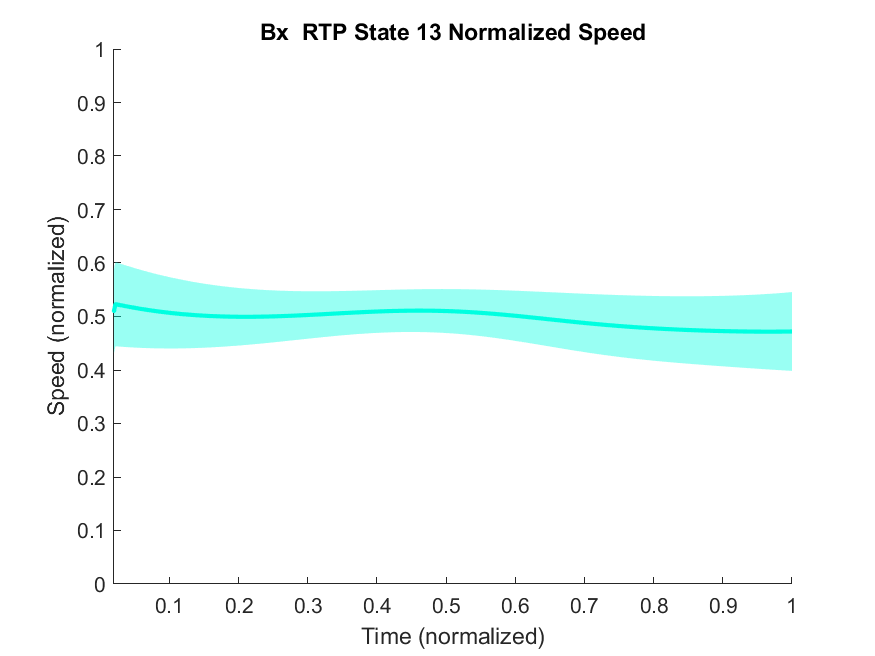 Bx  RTP State 13 Normalized Speed
1
0.9
0.8
0.7
0.6
0.5
0.4
0.3
0.2
0.1
0
Speed (normalized)
0.1 0.2 0.3 0.4 0.5 0.6 0.7 0.8 0.9 1
Time (normalized)